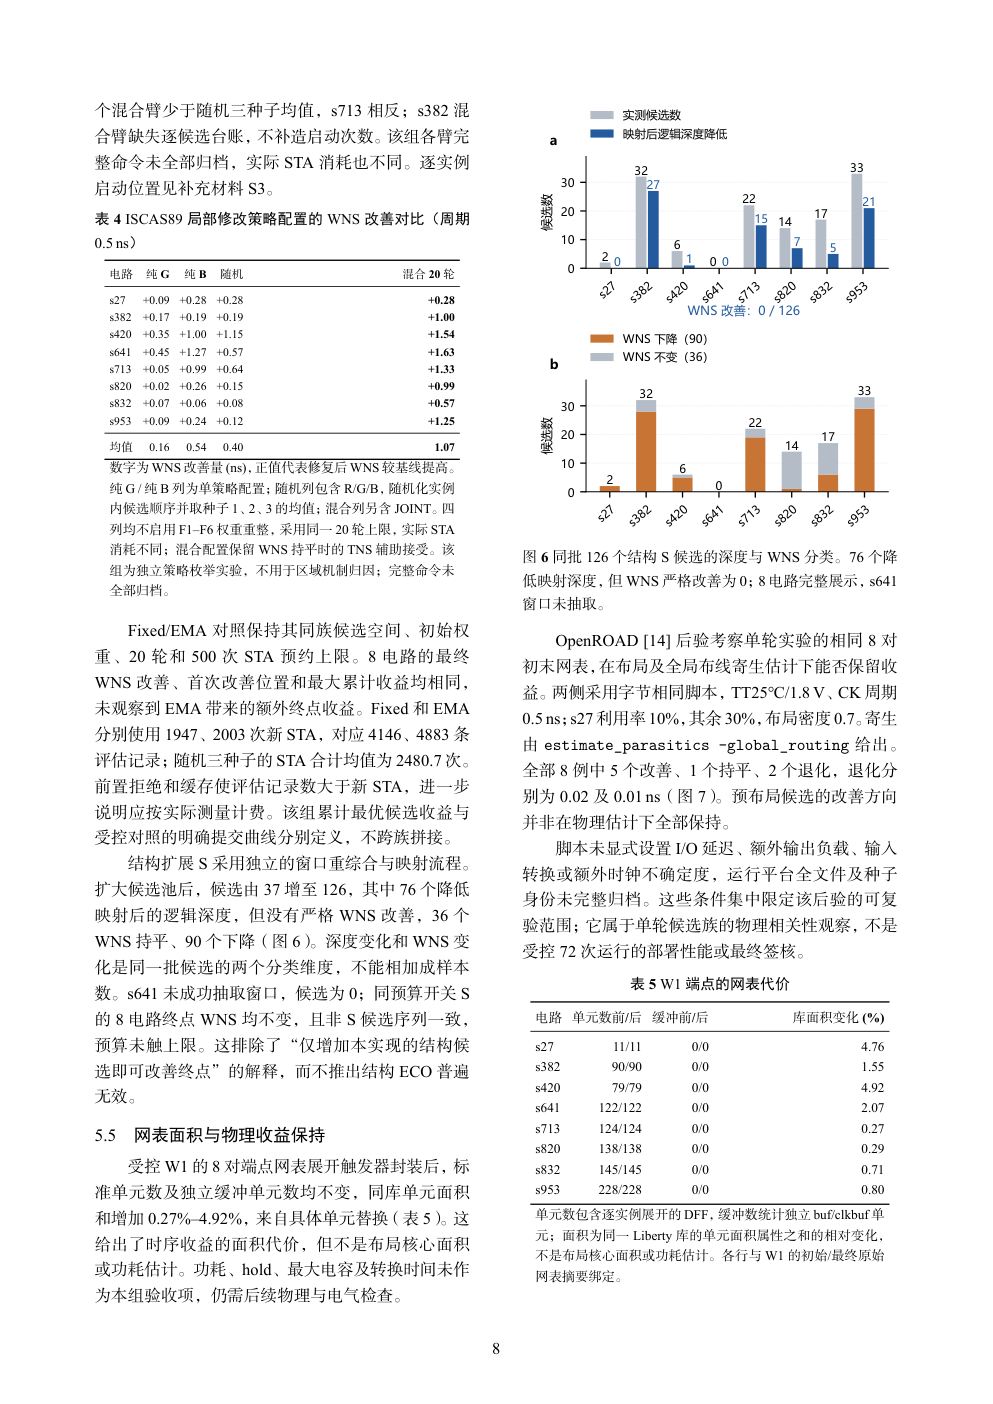 个混合臂少于随机三种子均值，s713 相反；s382 混
合臂缺失逐候选台账，不补造启动次数。该组各臂完
整命令未全部归档，实际 STA 消耗也不同。逐实例
启动位置见补充材料 S3。
表 4 ISCAS89 局部修改策略配置的 WNS 改善对比（周期
0.5 ns）
电路 纯 G 纯 B 随机 混合 20 轮
s27 +0.09 +0.28 +0.28 +0.28
s382 +0.17 +0.19 +0.19 +1.00
s420 +0.35 +1.00 +1.15 +1.54
s641 +0.45 +1.27 +0.57 +1.63
s713 +0.05 +0.99 +0.64 +1.33
s820 +0.02 +0.26 +0.15 +0.99
s832 +0.07 +0.06 +0.08 +0.57
s953 +0.09 +0.24 +0.12 +1.25
均值 0.16 0.54 0.40 1.07
数字为 WNS 改善量 (ns)，正值代表修复后 WNS 较基线提高。
纯 G / 纯 B 列为单策略配置；随机列包含 R/G/B，随机化实例
内候选顺序并取种子 1、2、3 的均值；混合列另含 JOINT。四
列均不启用 F1–F6 权重重整，采用同一 20 轮上限，实际 STA
消耗不同；混合配置保留 WNS 持平时的 TNS 辅助接受。该
组为独立策略枚举实验，不用于区域机制归因；完整命令未
全部归档。
Fixed/EMA 对照保持其同族候选空间、初始权
重、20 轮和 500 次 STA 预约上限。8 电路的最终
WNS 改善、首次改善位置和最大累计收益均相同，
未观察到 EMA 带来的额外终点收益。Fixed 和 EMA
分别使用 1947、2003 次新 STA，对应 4146、4883 条
评估记录；随机三种子的 STA 合计均值为 2480.7 次。
前置拒绝和缓存使评估记录数大于新 STA，进一步
说明应按实际测量计费。该组累计最优候选收益与
受控对照的明确提交曲线分别定义，不跨族拼接。
结构扩展 S 采用独立的窗口重综合与映射流程。
扩大候选池后，候选由 37 增至 126，其中 76 个降低
映射后的逻辑深度，但没有严格 WNS 改善，36 个
WNS 持平、90 个下降（图 6）。深度变化和 WNS 变
化是同一批候选的两个分类维度，不能相加成样本
数。s641 未成功抽取窗口，候选为 0；同预算开关 S
的 8 电路终点 WNS 均不变，且非 S 候选序列一致，
预算未触上限。这排除了“仅增加本实现的结构候
选即可改善终点”的解释，而不推出结构 ECO 普遍
无效。
5.5 网表面积与物理收益保持
受控 W1 的 8 对端点网表展开触发器封装后，标
准单元数及独立缓冲单元数均不变，同库单元面积
和增加 0.27%–4.92%，来自具体单元替换（表 5）。这
给出了时序收益的面积代价，但不是布局核心面积
或功耗估计。功耗、hold、最大电容及转换时间未作
为本组验收项，仍需后续物理与电气检查。
实测候选数
映射后逻辑深度降低
a
候选数
30
20
10
0
2 0
32 27
6 1
0 0
22 15
14 7
17 5
33 21
s27 s382 s420 s641 s713 s820 s832 s953
WNS 改善：0 / 126
WNS 下降（90）
WNS 不变（36）
b
候选数
30
20
10
0
2 32 6 0 22 14 17 33
s27 s382 s420 s641 s713 s820 s832 s953
图 6 同批 126 个结构 S 候选的深度与 WNS 分类。76 个降
低映射深度，但 WNS 严格改善为 0；8 电路完整展示，s641
窗口未抽取。
OpenROAD [14] 后验考察单轮实验的相同 8 对
初末网表，在布局及全局布线寄生估计下能否保留收
益。两侧采用字节相同脚本，TT25℃/1.8 V、CK 周期
0.5 ns；s27 利用率 10%，其余 30%，布局密度 0.7。寄生
由 estimate_parasitics -global_routing 给出。
全部 8 例中 5 个改善、1 个持平、2 个退化，退化分
别为 0.02 及 0.01 ns（图 7）。预布局候选的改善方向
并非在物理估计下全部保持。
脚本未显式设置 I/O 延迟、额外输出负载、输入
转换或额外时钟不确定度，运行平台全文件及种子
身份未完整归档。这些条件集中限定该后验的可复
验范围；它属于单轮候选族的物理相关性观察，不是
受控 72 次运行的部署性能或最终签核。
表 5 W1 端点的网表代价
电路 单元数前/后 缓冲前/后 库面积变化 (%)
s27 11/11 0/0 4.76
s382 90/90 0/0 1.55
s420 79/79 0/0 4.92
s641 122/122 0/0 2.07
s713 124/124 0/0 0.27
s820 138/138 0/0 0.29
s832 145/145 0/0 0.71
s953 228/228 0/0 0.80
单元数包含逐实例展开的 DFF，缓冲数统计独立 buf/clkbuf 单
元；面积为同一 Liberty 库的单元面积属性之和的相对变化，
不是布局核心面积或功耗估计。各行与 W1 的初始/最终原始
网表摘要绑定。
8